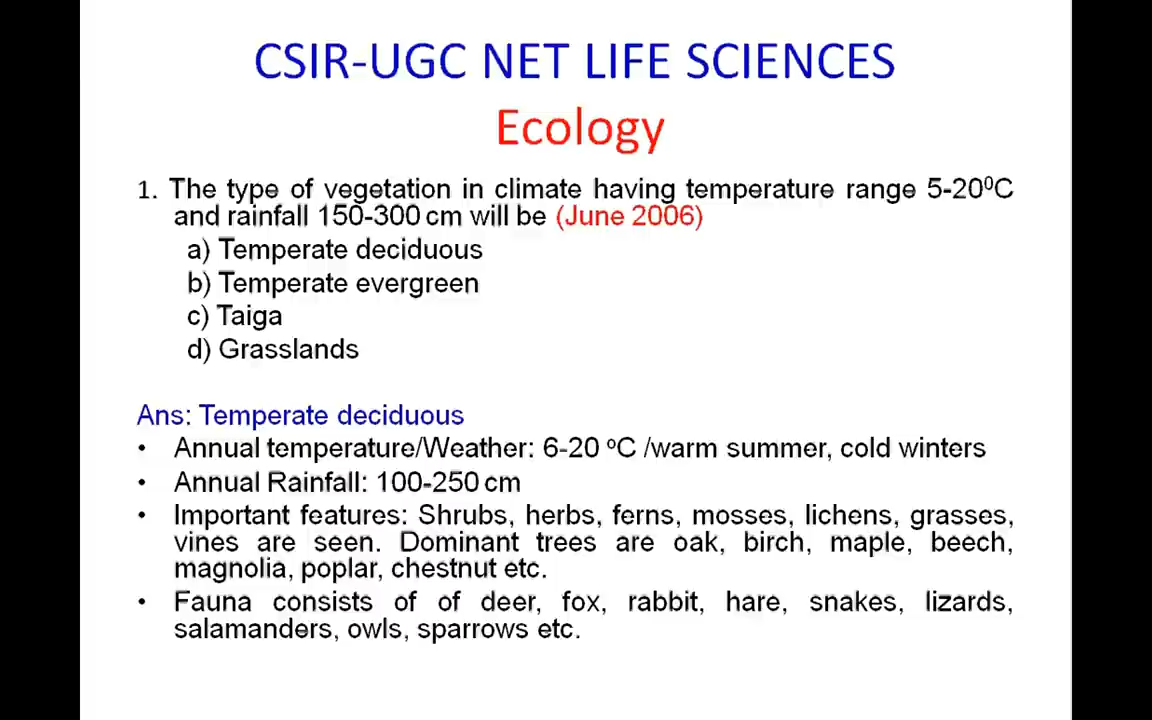 CSIR-UGC NET LIFE SCIENCES
Ecology
1. The type of vegetation in climate having temperature range 5-20⁰C
and rainfall 150-300 cm will be (June 2006)
a) Temperate deciduous
b) Temperate evergreen
c) Taiga
d) Grasslands
Ans: Temperate deciduous
• Annual temperature/Weather: 6-20 ᵒC /warm summer, cold winters
• Annual Rainfall: 100-250 cm
• Important features: Shrubs, herbs, ferns, mosses, lichens, grasses,
vines are seen. Dominant trees are oak, birch, maple, beech,
magnolia, poplar, chestnut etc.
• Fauna consists of of deer, fox, rabbit, hare, snakes, lizards,
salamanders, owls, sparrows etc.